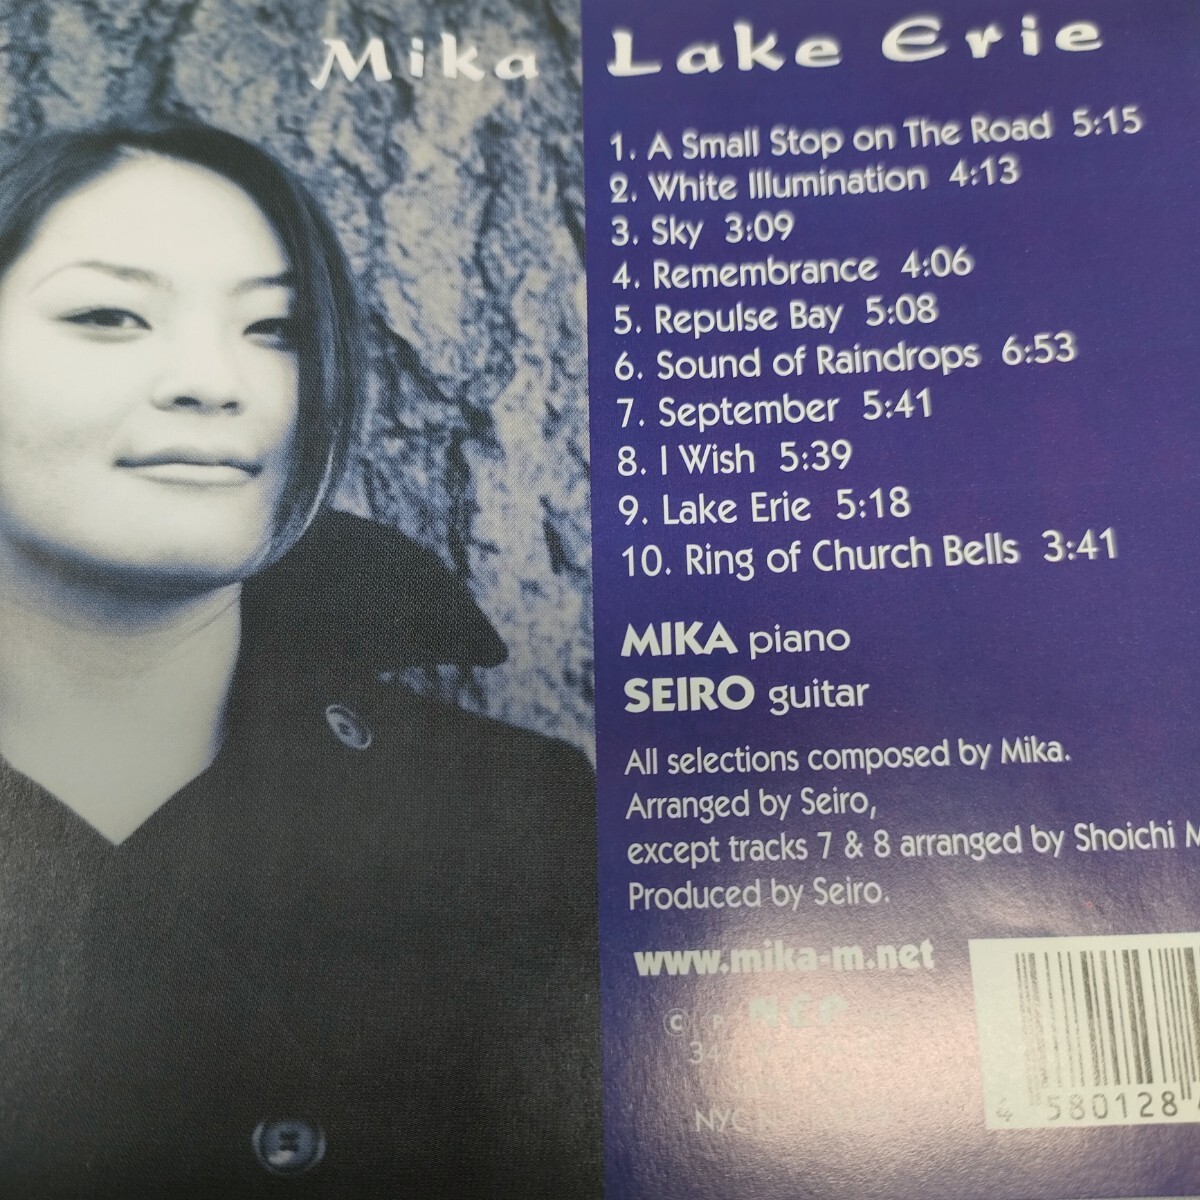 Mika Lake Erie
1. A Small Stop on The Road 5:15
2. White Illumination 4:13
3. Sky 3:09
4. Remembrance 4:06
5. Repulse Bay 5:08
6. Sound of Raindrops 6:53
7. September 5:41
8. I Wish 5:39
9. Lake Erie 5:18
10. Ring of Church Bells 3:41
MIKA piano
SEIRO guitar
All selections composed by Mika.
Arranged by Seiro,
except tracks 7 & 8 arranged by Shoichi M
Produced by Seiro.
www.mika-m.net
© P
34
NYC
4 580128